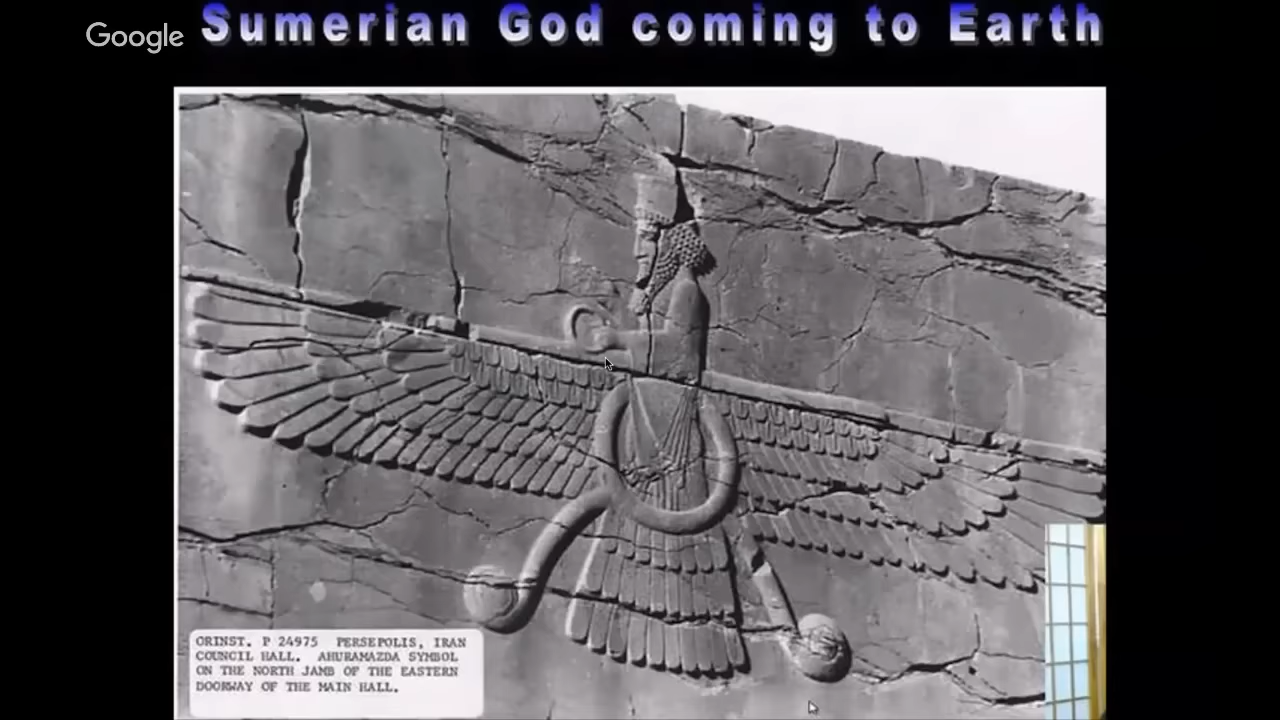 Google
Sumerian God coming to Earth
ORINST. P 24975 PERSEPOLIS, IRAN
COUNCIL HALL. AHURAMAZDA SYMBOL
ON THE NORTH JAMB OF THE EASTERN
DOORWAY OF THE MAIN HALL.